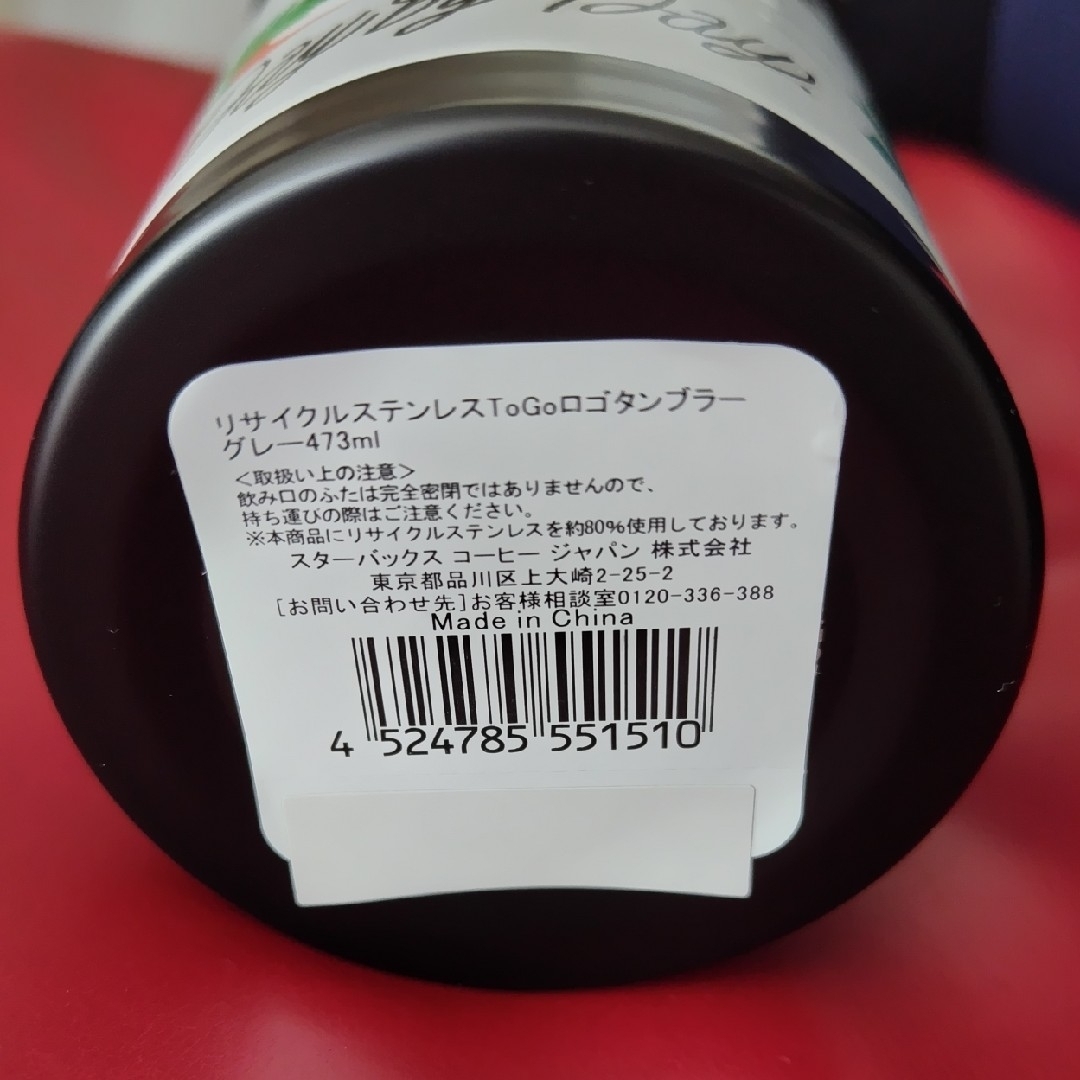 Days.
リサイクルステンレスToGoロゴタンブラー
グレー473ml
＜取扱い上の注意＞
飲み口のふたは完全密閉ではありませんので、
持ち運びの際はご注意ください。
※本商品にリサイクルステンレスを約80%使用しております。
スターバックス コーヒー ジャパン 株式会社
東京都品川区上大崎2-25-2
[お問い合わせ先]お客様相談室0120-336-388
Made in China
4 524785 551510